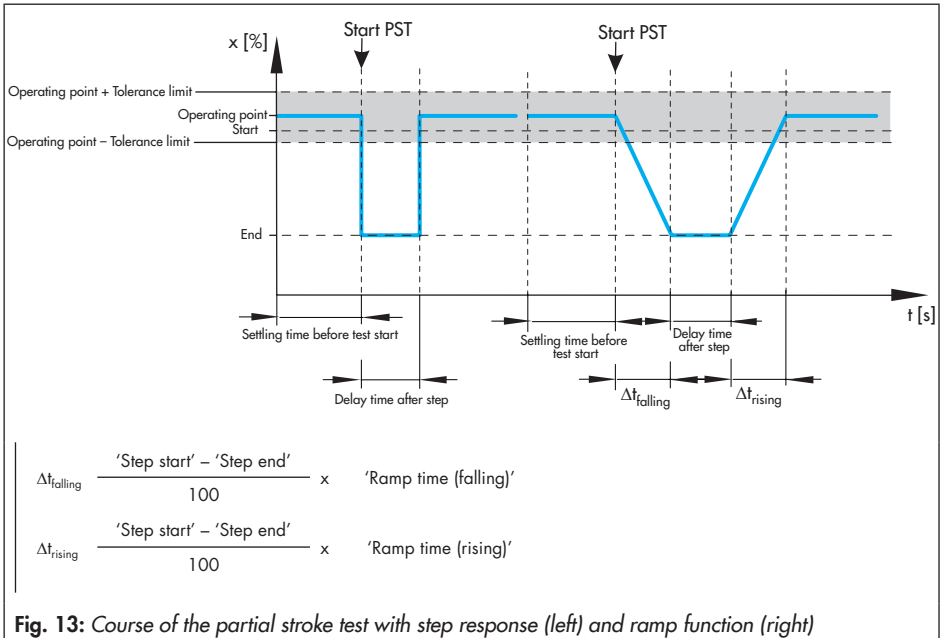 Start PST
Start PST
x [%]
Operating point + Tolerance limit
Operating point
Start
Operating point – Tolerance limit
End
t [s]
Settling time before test start
Settling time before
test start
Delay time
after step
Delay time after step
Δtfalling
Δtrising
Δtfalling 'Step start' – 'Step end' / 100 x 'Ramp time (falling)'
Δtrising 'Step start' – 'Step end' / 100 x 'Ramp time (rising)'
Fig. 13: Course of the partial stroke test with step response (left) and ramp function (right)